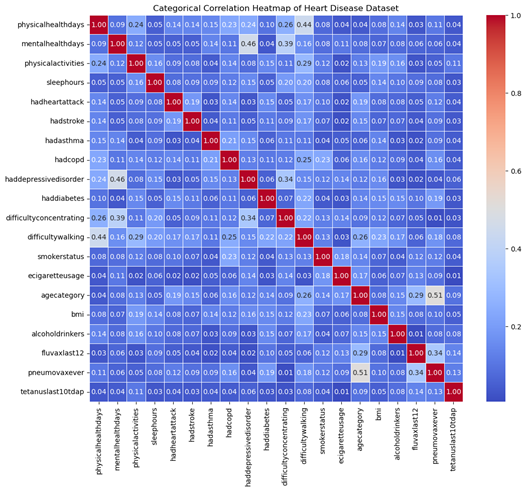 Categorical Correlation Heatmap of Heart Disease Dataset
physicalhealthdays 1.00 0.09 0.24 0.05 0.14 0.14 0.15 0.23 0.24 0.10 0.26 0.44 0.08 0.04 0.04 0.08 0.14 0.03 0.11 0.04
mentalhealthdays 0.09 1.00 0.12 0.05 0.05 0.05 0.14 0.11 0.46 0.04 0.39 0.16 0.08 0.11 0.08 0.07 0.08 0.06 0.06 0.04
physicalactivities 0.24 0.12 1.00 0.16 0.09 0.08 0.04 0.14 0.08 0.15 0.11 0.29 0.12 0.02 0.13 0.19 0.16 0.03 0.05 0.11
sleephours 0.05 0.05 0.16 1.00 0.08 0.09 0.09 0.12 0.15 0.05 0.20 0.20 0.08 0.06 0.05 0.14 0.10 0.09 0.08 0.03
hadheartattack 0.14 0.05 0.09 0.08 1.00 0.19 0.03 0.14 0.03 0.15 0.05 0.17 0.10 0.02 0.19 0.08 0.08 0.05 0.12 0.04
hadstroke 0.14 0.05 0.08 0.09 0.19 1.00 0.04 0.11 0.05 0.11 0.09 0.17 0.07 0.02 0.15 0.07 0.07 0.04 0.09 0.03
hadasthma 0.15 0.14 0.04 0.09 0.03 0.04 1.00 0.21 0.15 0.06 0.11 0.11 0.04 0.05 0.06 0.14 0.03 0.02 0.09 0.04
hadcopd 0.23 0.11 0.14 0.12 0.14 0.11 0.21 1.00 0.13 0.11 0.12 0.25 0.23 0.06 0.16 0.12 0.09 0.04 0.16 0.04
haddepressivedisorder 0.24 0.46 0.08 0.15 0.03 0.05 0.15 0.13 1.00 0.06 0.34 0.15 0.12 0.14 0.12 0.16 0.03 0.02 0.04 0.06
haddiabetes 0.10 0.04 0.15 0.05 0.15 0.11 0.06 0.11 0.06 1.00 0.06 0.22 0.04 0.03 0.14 0.15 0.15 0.10 0.19 0.03
difficultyconcentrating 0.26 0.39 0.11 0.20 0.05 0.09 0.11 0.12 0.34 0.06 1.00 0.22 0.13 0.14 0.09 0.12 0.07 0.05 0.01 0.03
difficultywalking 0.44 0.16 0.29 0.20 0.17 0.17 0.11 0.25 0.15 0.22 0.22 1.00 0.13 0.03 0.26 0.23 0.17 0.06 0.18 0.08
smokerstatus 0.08 0.08 0.12 0.08 0.10 0.07 0.04 0.23 0.12 0.04 0.13 0.13 1.00 0.18 0.14 0.07 0.04 0.12 0.12 0.04
ecigaretteusage 0.04 0.11 0.02 0.06 0.02 0.02 0.05 0.06 0.14 0.03 0.14 0.03 0.18 1.00 0.17 0.06 0.07 0.13 0.09 0.01
agecategory 0.04 0.08 0.13 0.05 0.19 0.15 0.06 0.16 0.12 0.14 0.09 0.26 0.14 0.17 1.00 0.08 0.15 0.29 0.51 0.09
bmi 0.08 0.07 0.19 0.14 0.08 0.07 0.14 0.12 0.16 0.15 0.12 0.23 0.07 0.06 0.08 1.00 0.15 0.08 0.10 0.05
alcoholdrinkers 0.14 0.08 0.16 0.10 0.08 0.07 0.03 0.09 0.03 0.15 0.07 0.17 0.04 0.07 0.15 0.15 1.00 0.01 0.08 0.08
fluvaxlast12 0.03 0.06 0.03 0.09 0.05 0.04 0.02 0.04 0.02 0.10 0.05 0.06 0.12 0.13 0.29 0.08 0.01 1.00 0.34 0.14
pneumovaxever 0.11 0.06 0.05 0.08 0.12 0.09 0.09 0.16 0.04 0.19 0.01 0.18 0.12 0.09 0.51 0.10 0.08 0.34 1.00 0.13
tetanuslast10tdap 0.04 0.04 0.11 0.03 0.04 0.03 0.04 0.04 0.06 0.03 0.03 0.08 0.04 0.01 0.09 0.05 0.08 0.14 0.13 1.00
physicalhealthdays
mentalhealthdays
physicalactivities
sleephours
hadheartattack
hadstroke
hadasthma
hadcopd
haddepressivedisorder
haddiabetes
difficultyconcentrating
difficultywalking
smokerstatus
ecigaretteusage
agecategory
bmi
alcoholdrinkers
fluvaxlast12
pneumovaxever
tetanuslast10tdap
1.0
0.8
0.6
0.4
0.2